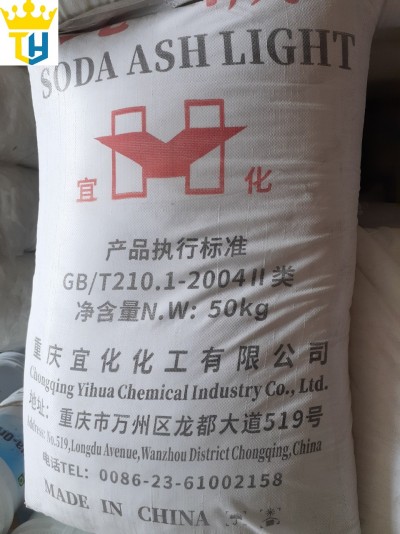 TH
SODA ASH LIGHT
宜 化
产品执行标准
GB/T210.1-2004 II 类
净含量N.W: 50kg
重庆宜化化工有限公司
Chongqing Yihua Chemical Industry Co., Ltd.
地址: 重庆市万州区龙都大道519号
Address: No.519, Longdu Avenue, Wanzhou District Chongqing, China
电话TEL: 0086-23-61002158
MADE IN CHINA